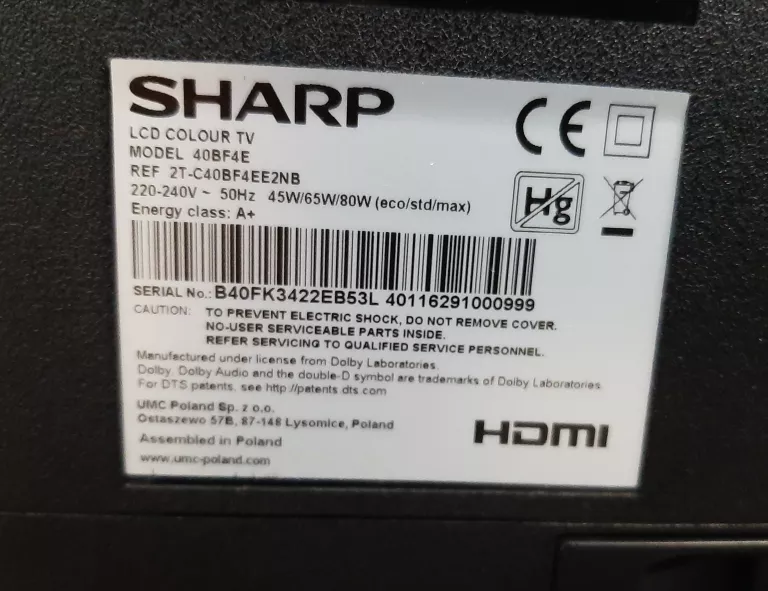 SHARP
LCD COLOUR TV
MODEL 40BF4E
REF 2T-C40BF4EE2NB
220-240V ~ 50Hz 45W/65W/80W (eco/std/max)
Energy class: A+
CE
Hg
SERIAL No.: B40FK3422EB53L 40116291000999
CAUTION: TO PREVENT ELECTRIC SHOCK, DO NOT REMOVE COVER.
NO-USER SERVICEABLE PARTS INSIDE.
REFER SERVICING TO QUALIFIED SERVICE PERSONNEL.
Manufactured under license from Dolby Laboratories.
Dolby, Dolby Audio and the double-D symbol are trademarks of Dolby Laboratories.
For DTS patents, see http://patents.dts.com
UMC Poland Sp. z o.o.
Ostaszewo 57B, 87-148 Lysomice, Poland
Assembled in Poland
www.umc-poland.com
HDMI